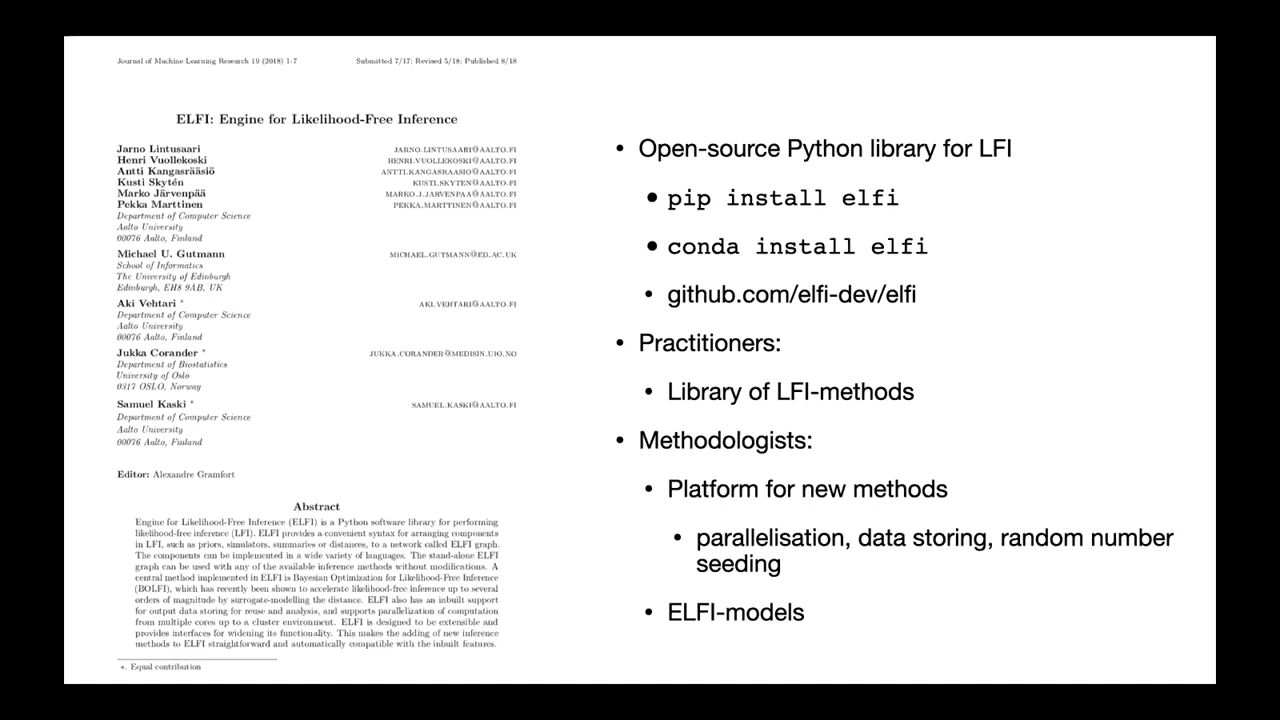 Journal of Machine Learning Research 19 (2018) 1-7
Submitted 7/17; Revised 5/18; Published 8/18
ELFI: Engine for Likelihood-Free Inference
Jarno Lintusaari JARNO.LINTUSAARI@AALTO.FI
Henri Vuollekoski HENRI.VUOLLEKOSKI@AALTO.FI
Antti Kangasrääsiö ANTTI.KANGASRAASIO@AALTO.FI
Kusti Skytén KUSTI.SKYTEN@AALTO.FI
Marko Järvenpää MARKO.J.JARVENPAA@AALTO.FI
Pekka Marttinen PEKKA.MARTTINEN@AALTO.FI
Department of Computer Science
Aalto University
00076 Aalto, Finland
Michael U. Gutmann MICHAEL.GUTMANN@ED.AC.UK
School of Informatics
The University of Edinburgh
Edinburgh, EH8 9AB, UK
Aki Vehtari * AKI.VEHTARI@AALTO.FI
Department of Computer Science
Aalto University
00076 Aalto, Finland
Jukka Corander * JUKKA.CORANDER@MEDISIN.UIO.NO
Department of Biostatistics
University of Oslo
0317 OSLO, Norway
Samuel Kaski * SAMUEL.KASKI@AALTO.FI
Department of Computer Science
Aalto University
00076 Aalto, Finland
Editor: Alexandre Gramfort
Abstract
Engine for Likelihood-Free Inference (ELFI) is a Python software library for performing
likelihood-free inference (LFI). ELFI provides a convenient syntax for arranging components
in LFI, such as priors, simulators, summaries or distances, to a network called ELFI graph.
The components can be implemented in a wide variety of languages. The stand-alone ELFI
graph can be used with any of the available inference methods without modifications. A
central method implemented in ELFI is Bayesian Optimization for Likelihood-Free Inference
(BOLFI), which has recently been shown to accelerate likelihood-free inference up to several
orders of magnitude by surrogate-modelling the distance. ELFI also has an inbuilt support
for output data storing for reuse and analysis, and supports parallelization of computation
from multiple cores up to a cluster environment. ELFI is designed to be extensible and
provides interfaces for widening its functionality. This makes the adding of new inference
methods to ELFI straightforward and automatically compatible with the inbuilt features.
*. Equal contribution
• Open-source Python library for LFI
• pip install elfi
• conda install elfi
• github.com/elfi-dev/elfi
• Practitioners:
• Library of LFI-methods
• Methodologists:
• Platform for new methods
• parallelisation, data storing, random number
seeding
• ELFI-models